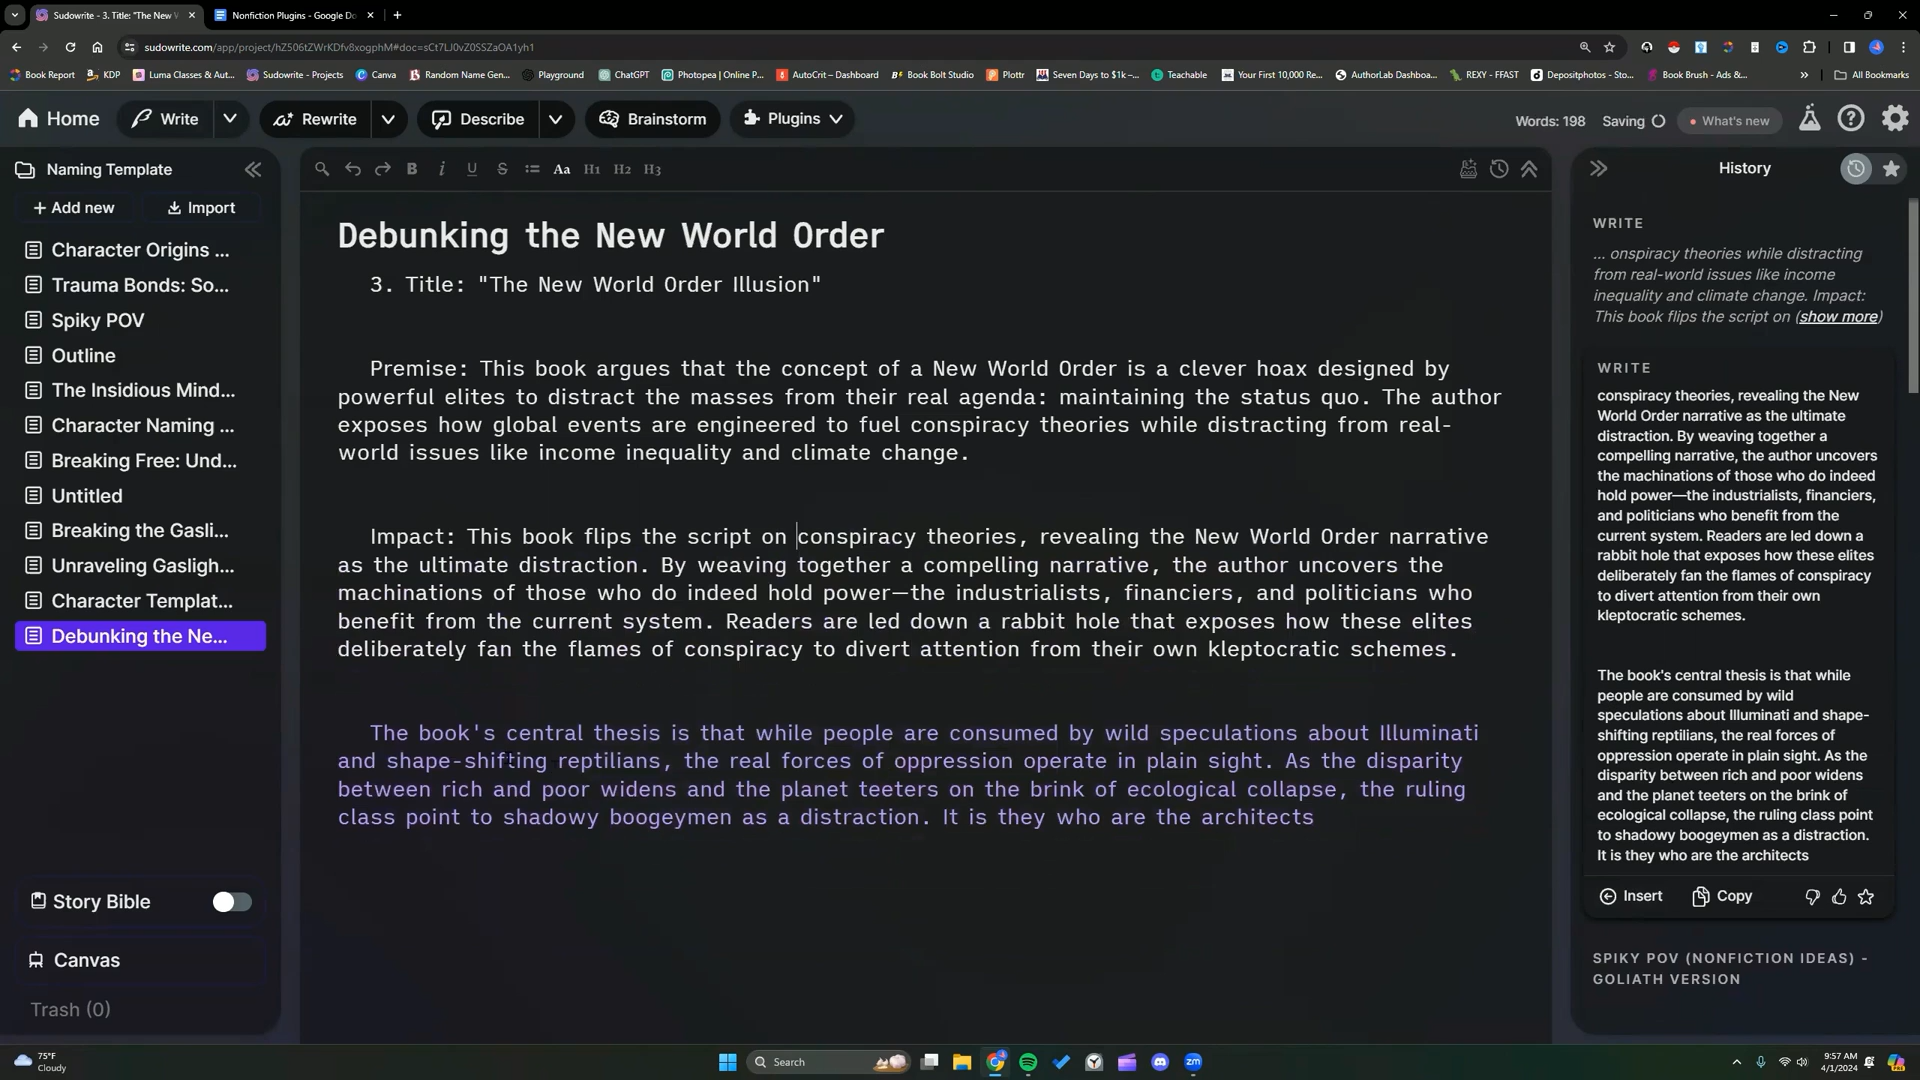 Sudowrite - 3. Title: "The New W
Nonfiction Plugins - Google Do
sudowrite.com/app/project/hZ506tZWrKDfv8xogphM#doc=sCt7LJ0vZ0SSZaOA1yh1
Book Report
KDP
Luma Classes & Aut...
Sudowrite - Projects
Canva
Random Name Gen...
Playground
ChatGPT
Photopea | Online P...
AutoCrit – Dashboard
Book Bolt Studio
Plottr
Seven Days to $1k –...
Teachable
Your First 10,000 Re...
AuthorLab Dashboa...
REXY - FFAST
Depositphotos - Sto...
Book Brush - Ads &...
All Bookmarks
Home
Write
Rewrite
Describe
Brainstorm
Plugins
Words: 198
Saving
What's new
Naming Template
+ Add new
Import
Character Origins ...
Trauma Bonds: So...
Spiky POV
Outline
The Insidious Mind...
Character Naming ...
Breaking Free: Und...
Untitled
Breaking the Gasli...
Unraveling Gasligh...
Character Templat...
Debunking the Ne...
Story Bible
Canvas
Trash (0)
B i U S Aa H1 H2 H3
Debunking the New World Order
3. Title: "The New World Order Illusion"
Premise: This book argues that the concept of a New World Order is a clever hoax designed by
powerful elites to distract the masses from their real agenda: maintaining the status quo. The author
exposes how global events are engineered to fuel conspiracy theories while distracting from real-
world issues like income inequality and climate change.
Impact: This book flips the script on conspiracy theories, revealing the New World Order narrative
as the ultimate distraction. By weaving together a compelling narrative, the author uncovers the
machinations of those who do indeed hold power—the industrialists, financiers, and politicians who
benefit from the current system. Readers are led down a rabbit hole that exposes how these elites
deliberately fan the flames of conspiracy to divert attention from their own kleptocratic schemes.
The book's central thesis is that while people are consumed by wild speculations about Illuminati
and shape-shifting reptilians, the real forces of oppression operate in plain sight. As the disparity
between rich and poor widens and the planet teeters on the brink of ecological collapse, the ruling
class point to shadowy boogeymen as a distraction. It is they who are the architects
History
WRITE
... onspiracy theories while distracting
from real-world issues like income
inequality and climate change. Impact:
This book flips the script on (show more)
WRITE
conspiracy theories, revealing the New
World Order narrative as the ultimate
distraction. By weaving together a
compelling narrative, the author uncovers
the machinations of those who do indeed
hold power—the industrialists, financiers,
and politicians who benefit from the
current system. Readers are led down a
rabbit hole that exposes how these elites
deliberately fan the flames of conspiracy
to divert attention from their own
kleptocratic schemes.
The book's central thesis is that while
people are consumed by wild
speculations about Illuminati and shape-
shifting reptilians, the real forces of
oppression operate in plain sight. As the
disparity between rich and poor widens
and the planet teeters on the brink of
ecological collapse, the ruling class point
to shadowy boogeymen as a distraction.
It is they who are the architects
Insert
Copy
SPIKY POV (NONFICTION IDEAS) -
GOLIATH VERSION
75°F
Cloudy
Search
9:57 AM
4/1/2024